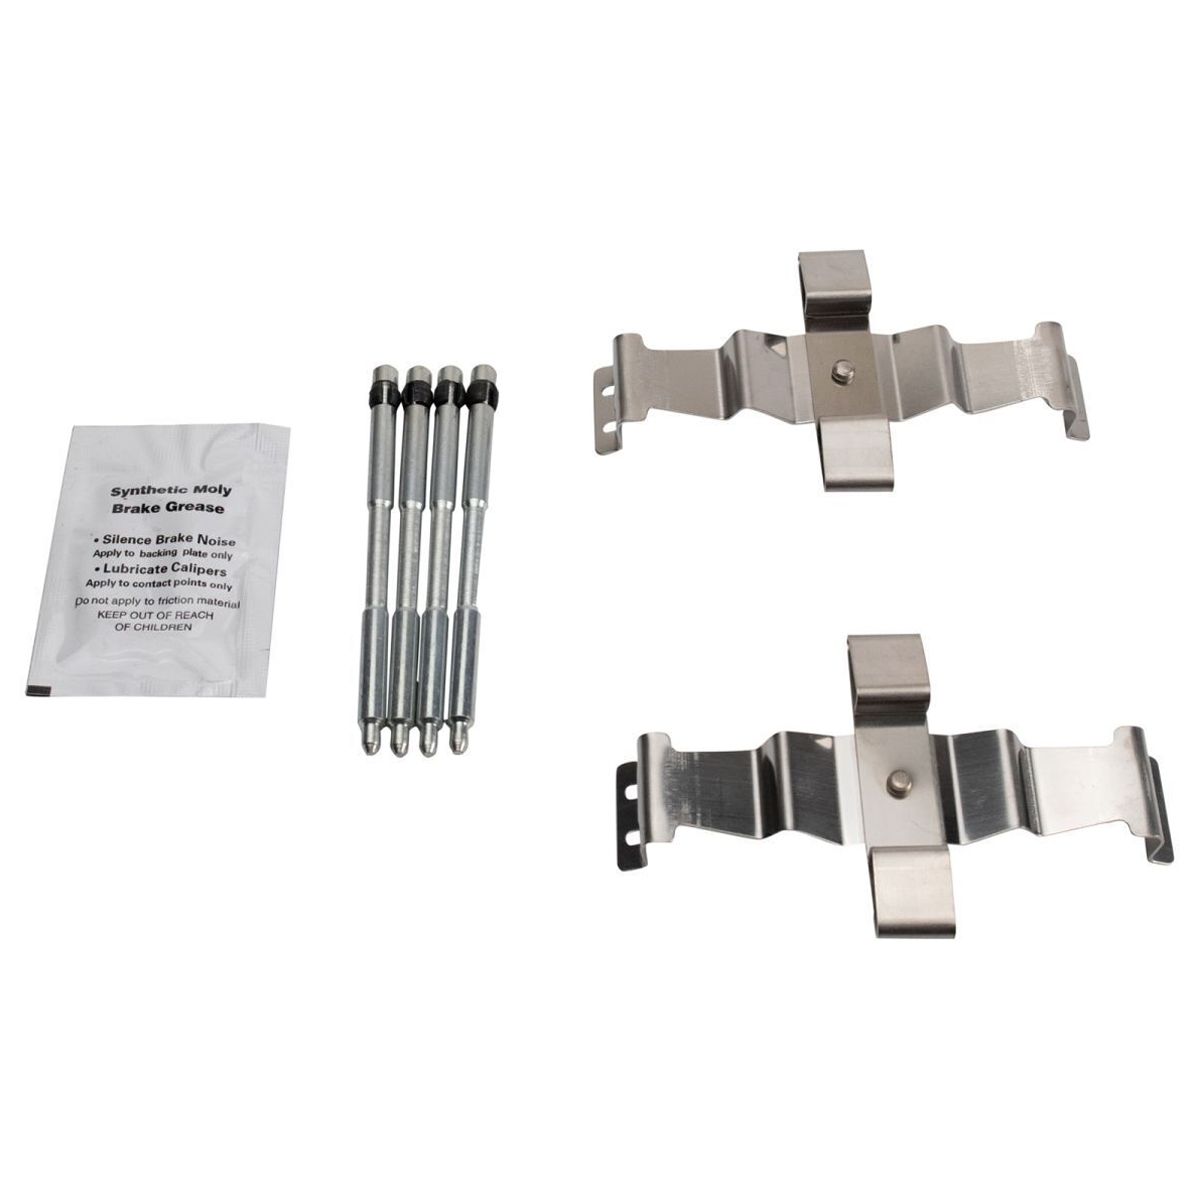 Synthetic Moly
Brake Grease
• Silence Brake Noise
Apply to backing plate only
• Lubricate Calipers
Apply to contact points only
Do not apply to friction material
KEEP OUT OF REACH
OF CHILDREN